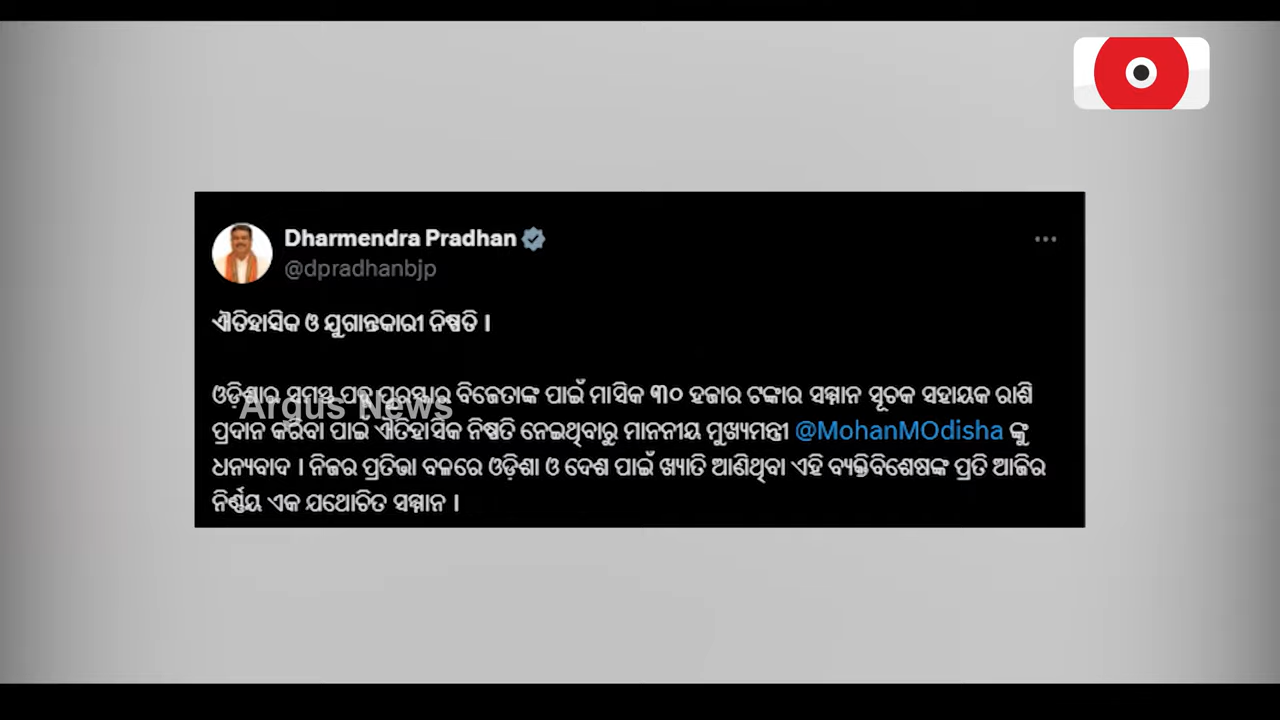 Dharmendra Pradhan
@dpradhanbjp
ଐତିହାସିକ ଓ ଯୁଗାନ୍ତକାରୀ ନିଷ୍ପତି ।
ଓଡ଼ିଶାର ସମସ୍ତ ପଦ୍ମ ପୁରସ୍କାର ବିଜେତାଙ୍କ ପାଇଁ ମାସିକ ୩୦ ହଜାର ଟଙ୍କାର ସମ୍ମାନ ସୂଚକ ସହାୟକ ରାଶି
Argus News
ପ୍ରଦାନ କରିବା ପାଇଁ ଐତିହାସିକ ନିଷ୍ପତି ନେଇଥିବାରୁ ମାନନୀୟ ମୁଖ୍ୟମନ୍ତ୍ରୀ @MohanMOdisha ଙ୍କୁ
ଧନ୍ୟବାଦ । ନିଜର ପ୍ରତିଭା ବଳରେ ଓଡ଼ିଶା ଓ ଦେଶ ପାଇଁ ଖ୍ୟାତି ଆଣିଥିବା ଏହି ବ୍ୟକ୍ତିବିଶେଷଙ୍କ ପ୍ରତି ଆଜିର
ନିର୍ଣ୍ଣୟ ଏକ ଯଥୋଚିତ ସମ୍ମାନ ।